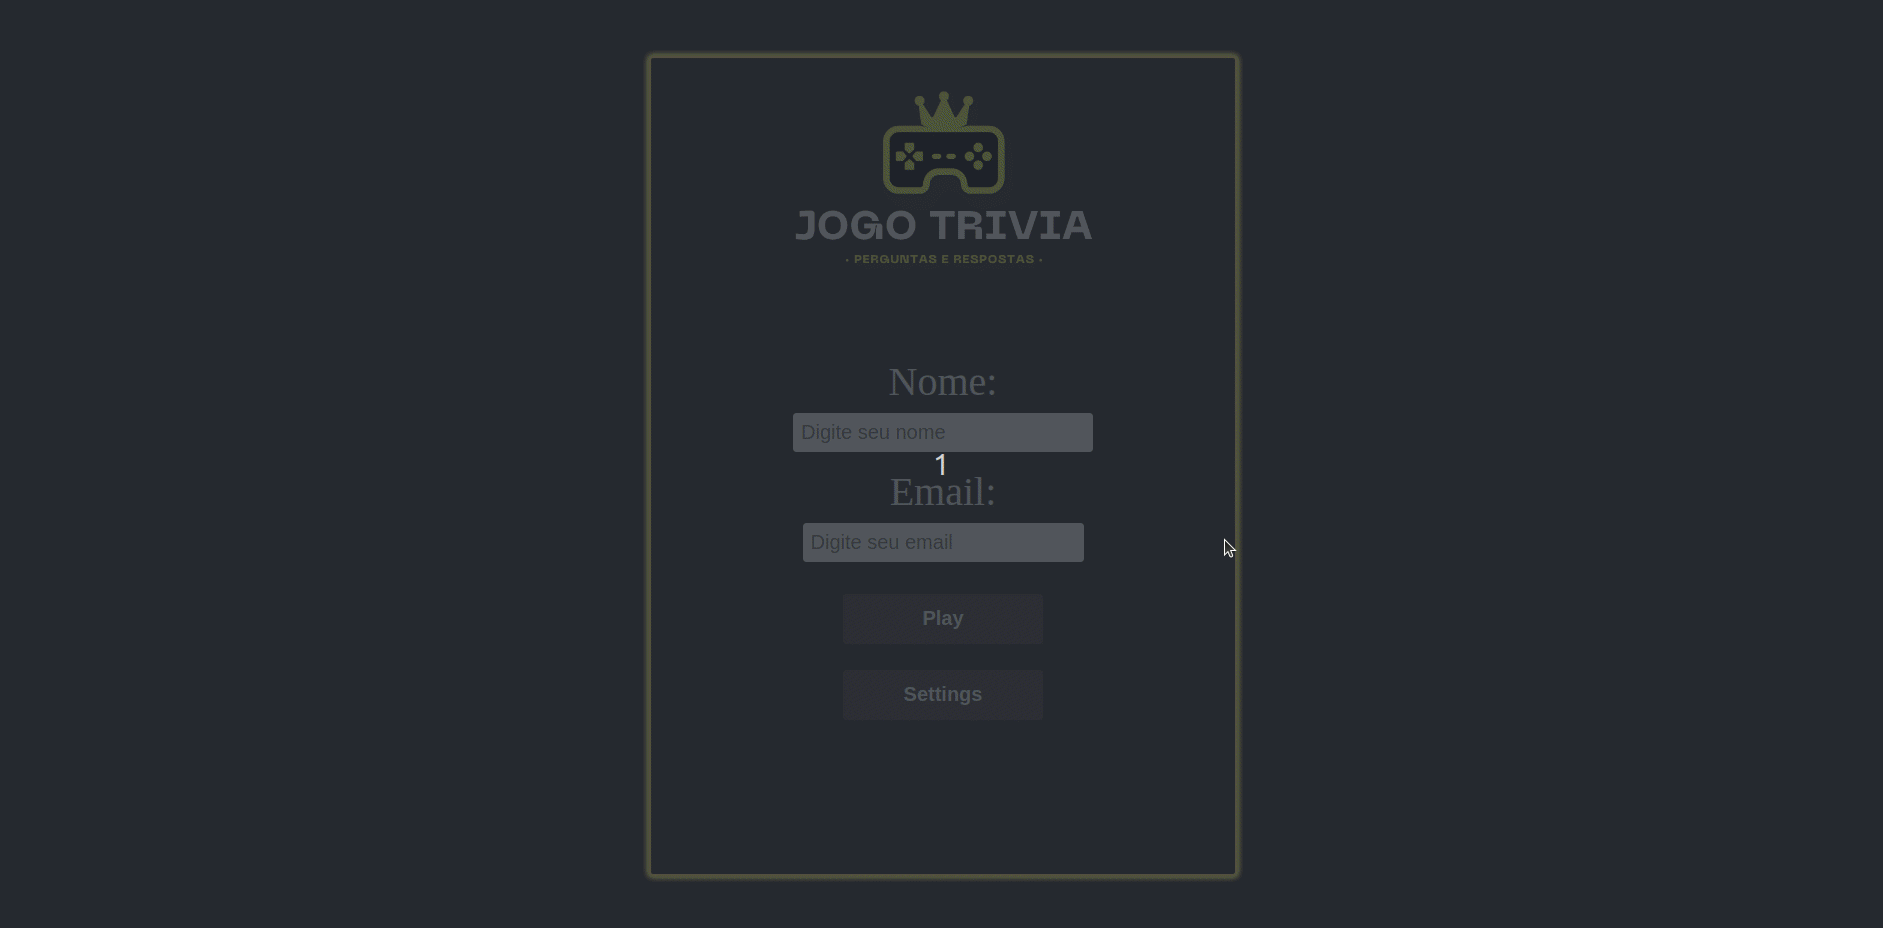 JOGO TRIVIA
• PERGUNTAS E RESPOSTAS •
Nome:
Digite seu nome
1
Email:
Digite seu email
Play
Settings